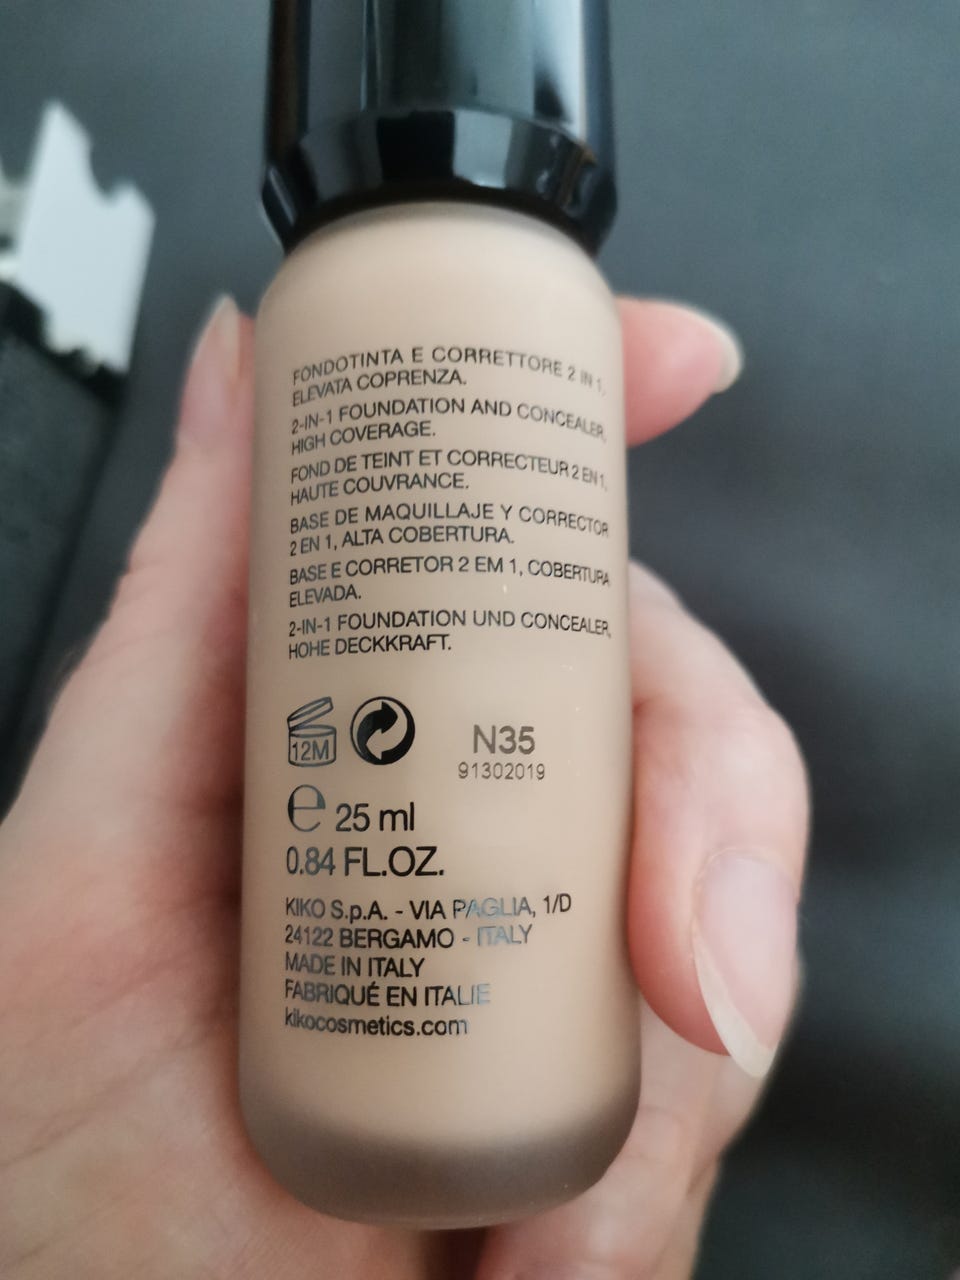 FONDOTINTA E CORRETTORE 2 IN 1,
ELEVATA COPRENZA.
2-IN-1 FOUNDATION AND CONCEALER,
HIGH COVERAGE.
FOND DE TEINT ET CORRECTEUR 2 EN 1,
HAUTE COUVRANCE.
BASE DE MAQUILLAJE Y CORRECTOR
2 EN 1, ALTA COBERTURA.
BASE E CORRETOR 2 EM 1, COBERTURA
ELEVADA.
2-IN-1 FOUNDATION UND CONCEALER,
HOHE DECKKRAFT.
12M
N35
91302019
e 25 ml
0.84 FL.OZ.
KIKO S.p.A. - VIA PAGLIA, 1/D
24122 BERGAMO - ITALY
MADE IN ITALY
FABRIQUÉ EN ITALIE
kikocosmetics.com